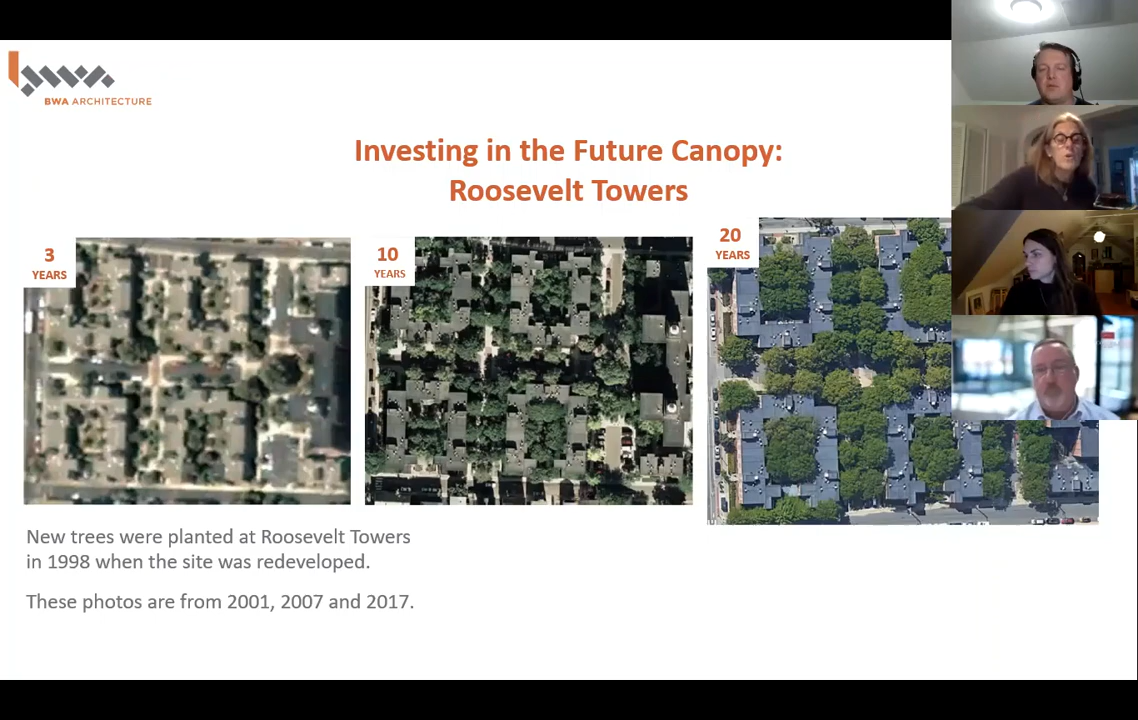 BWA ARCHITECTURE
Investing in the Future Canopy:
Roosevelt Towers
3
YEARS
10
YEARS
20
YEARS
New trees were planted at Roosevelt Towers
in 1998 when the site was redeveloped.
These photos are from 2001, 2007 and 2017.